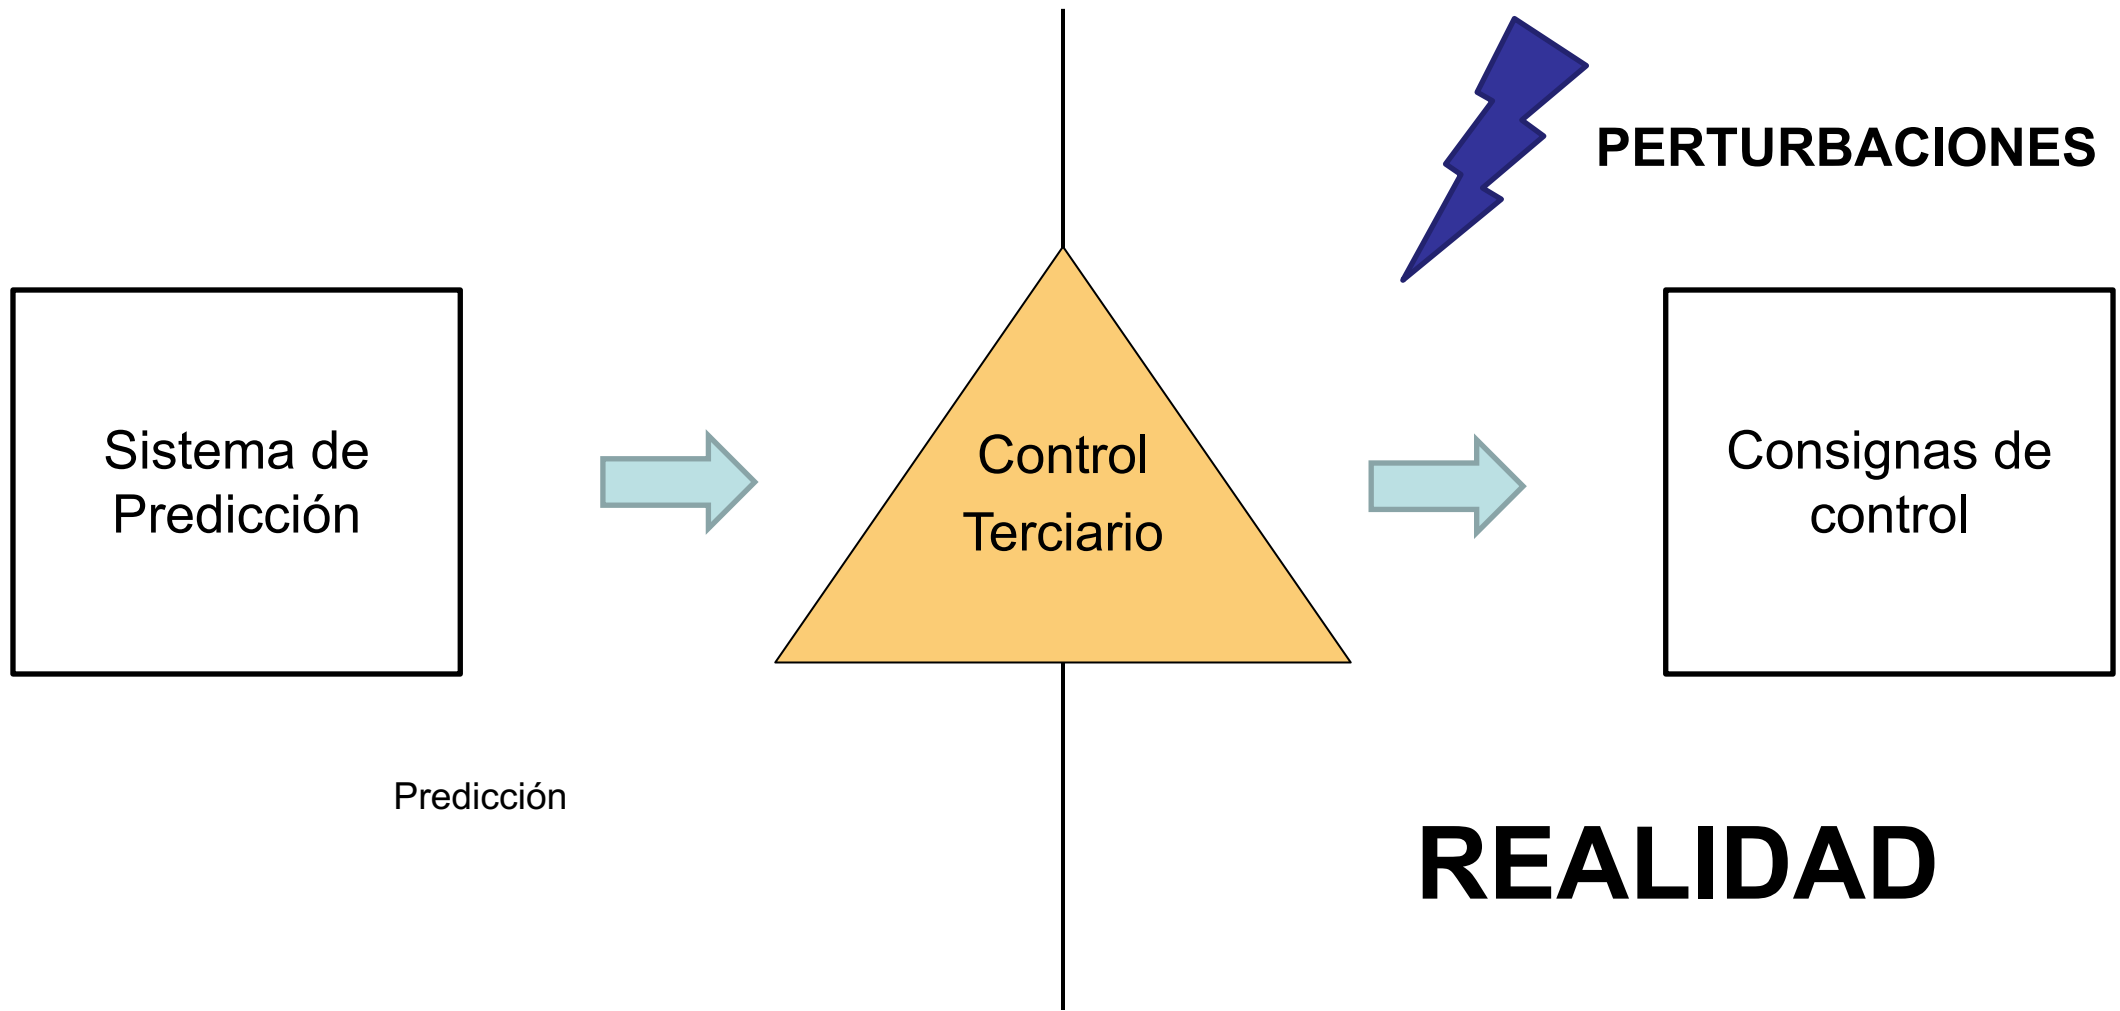 PERTURBACIONES
Sistema de
Predicción
Control
Terciario
Consignas de
control
Predicción
REALIDAD